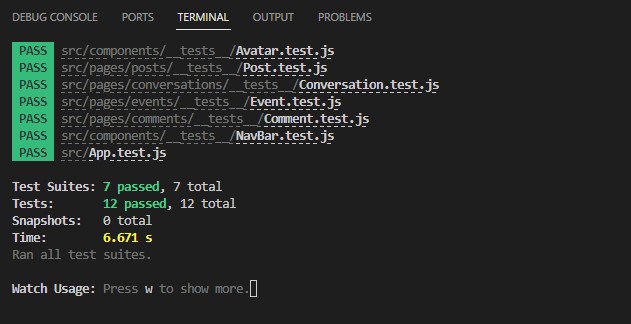 DEBUG CONSOLE PORTS TERMINAL OUTPUT PROBLEMS
PASS src/components/__tests__/Avatar.test.js
PASS src/pages/posts/__tests__/Post.test.js
PASS src/pages/conversations/__tests__/Conversation.test.js
PASS src/pages/events/__tests__/Event.test.js
PASS src/pages/comments/__tests__/Comment.test.js
PASS src/components/__tests__/NavBar.test.js
PASS src/App.test.js
Test Suites: 7 passed, 7 total
Tests: 12 passed, 12 total
Snapshots: 0 total
Time: 6.671 s
Ran all test suites.
Watch Usage: Press w to show more.